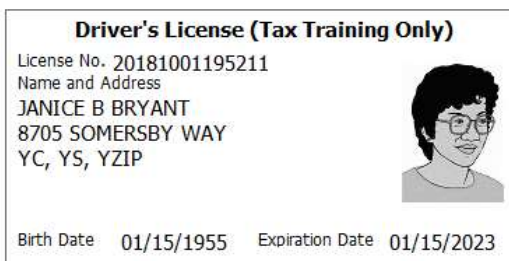 Driver's License (Tax Training Only)
License No. 20181001195211
Name and Address
JANICE B BRYANT
8705 SOMERSBY WAY
YC, YS, YZIP
Birth Date 01/15/1955 Expiration Date 01/15/2023